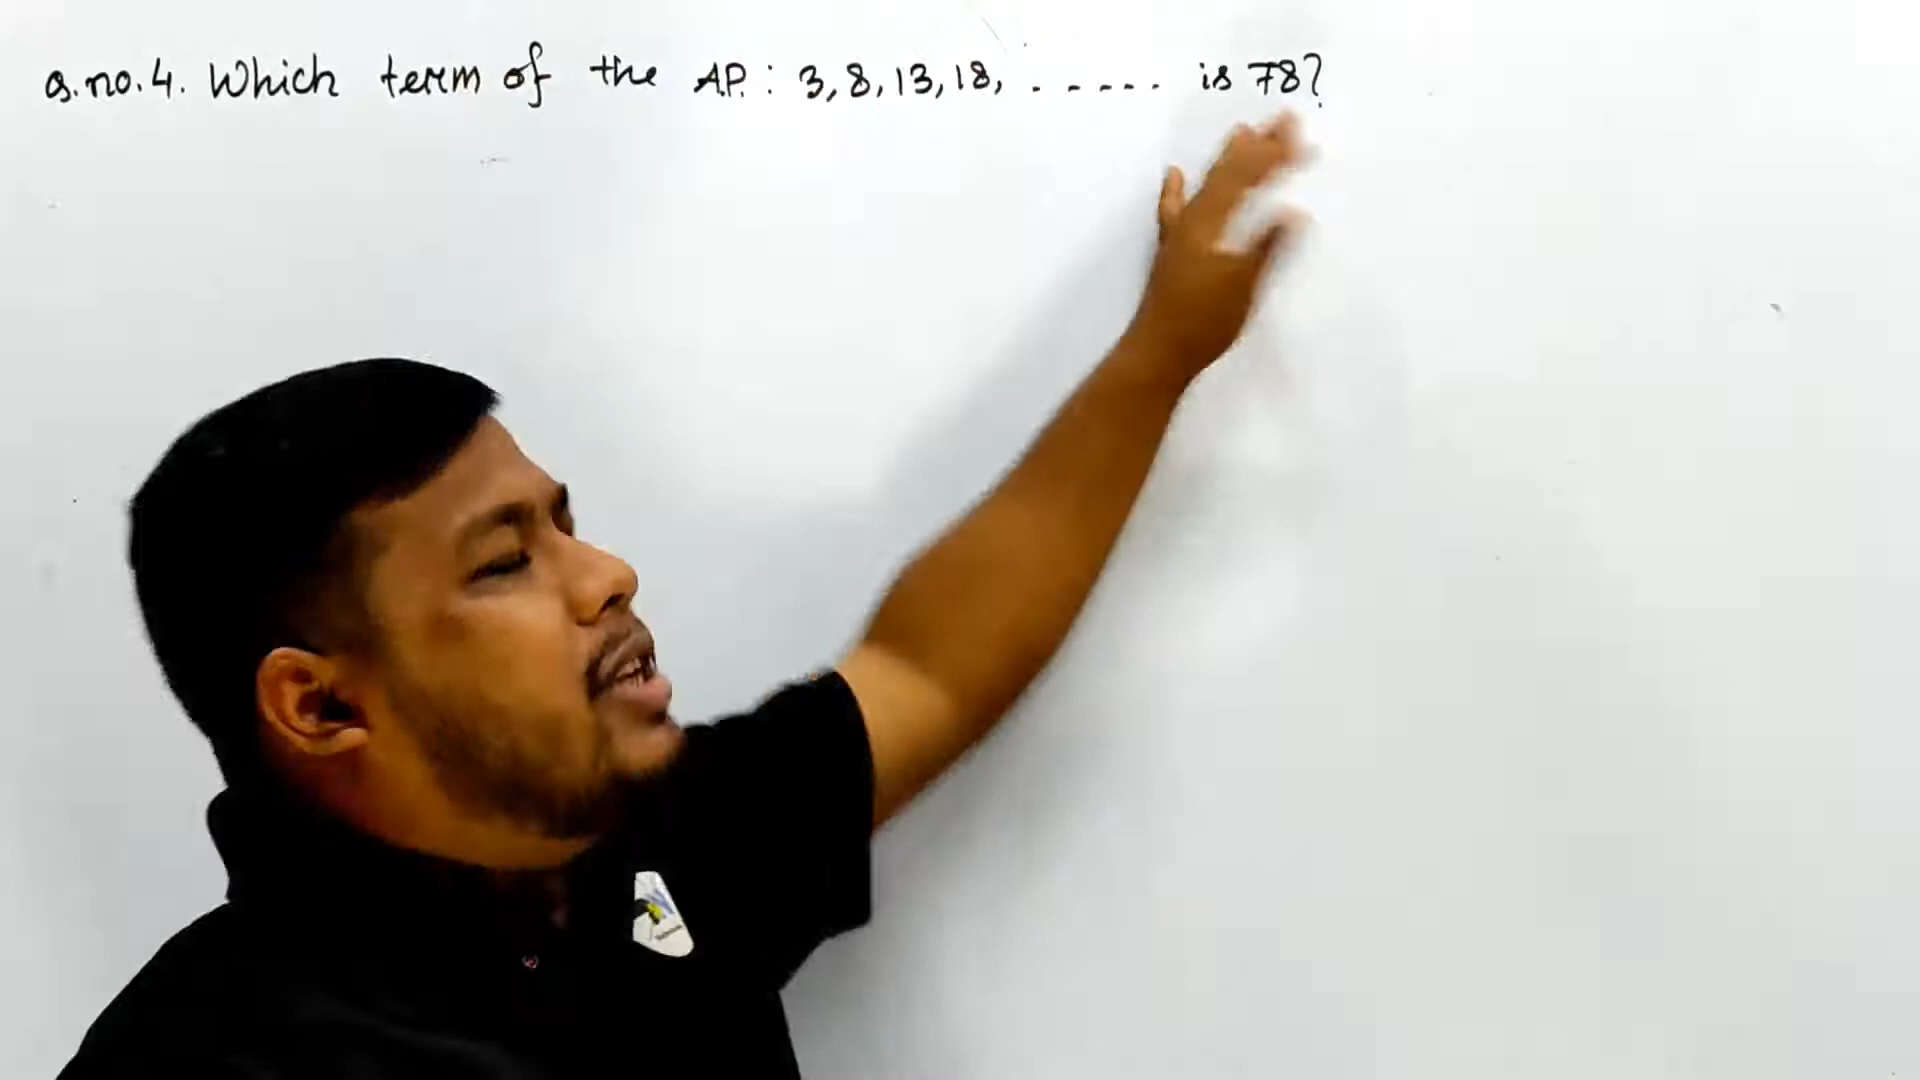 Q.no.4. Which term of the AP. : 3, 8, 13, 18, . - - - - . is 78?